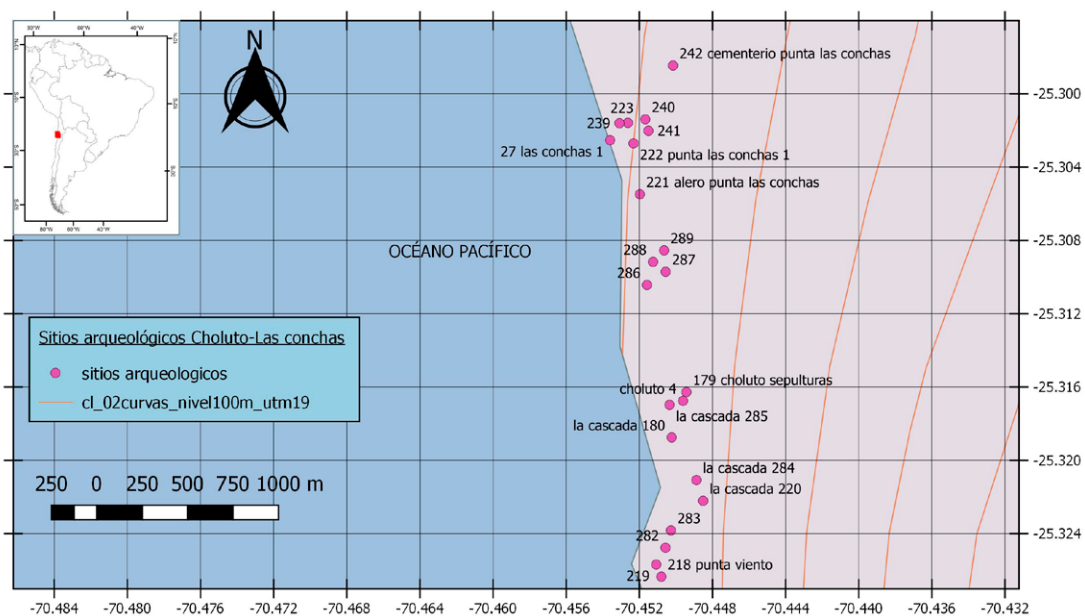 N
242 cementerio punta las conchas
223
240
239
241
27 las conchas 1
222 punta las conchas 1
221 alero punta las conchas
OCÉANO PACÍFICO
289
288
287
286
Sitios arqueológicos Choluto-Las conchas
sitios arqueologicos
cl_02curvas_nivel100m_utm19
choluto 4
179 choluto sepulturas
la cascada 285
la cascada 180
la cascada 284
la cascada 220
283
282
218 punta viento
219
250 0 250 500 750 1000 m
-25.300
-25.304
-25.308
-25.312
-25.316
-25.320
-25.324
-70.484 -70.480 -70.476 -70.472 -70.468 -70.464 -70.460 -70.456 -70.452 -70.448 -70.444 -70.440 -70.436 -70.432